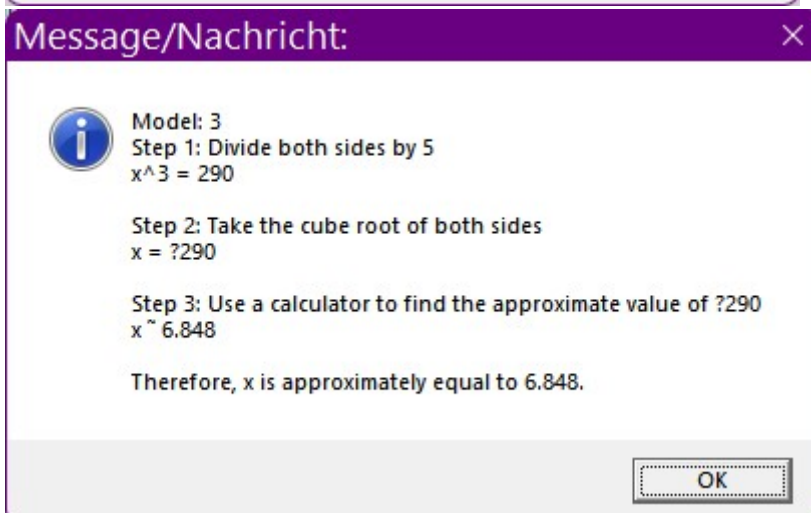 Message/Nachricht:
Model: 3
Step 1: Divide both sides by 5
x^3 = 290
Step 2: Take the cube root of both sides
x = ?290
Step 3: Use a calculator to find the approximate value of ?290
x ˜ 6.848
Therefore, x is approximately equal to 6.848.
OK